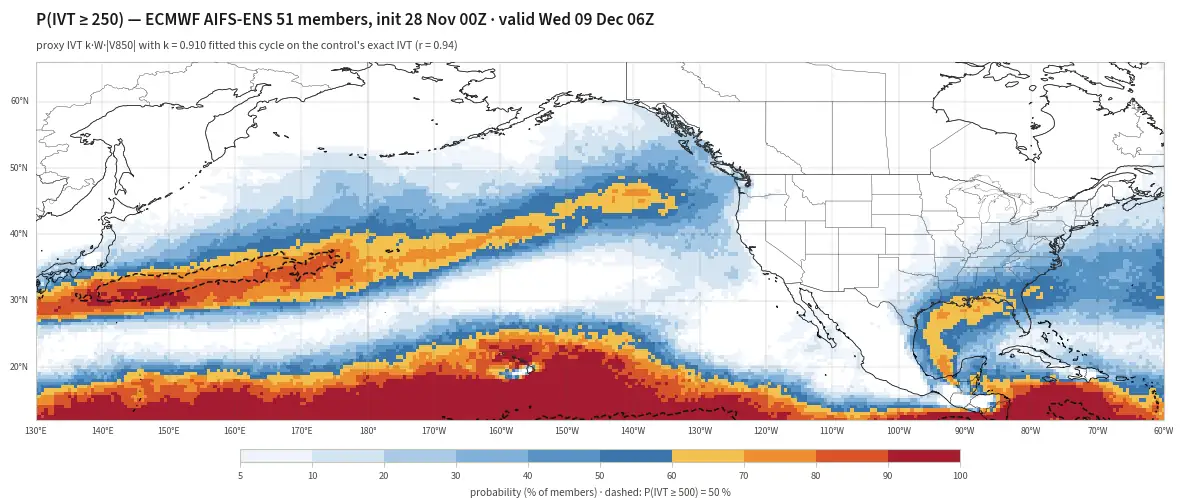 P(IVT ≥ 250) — ECMWF AIFS-ENS 51 members, init 28 Nov 00Z · valid Wed 09 Dec 06Z
proxy IVT k·W·|V850| with k = 0.910 fitted this cycle on the control's exact IVT (r = 0.94)
60°N
50°N
40°N
30°N
20°N
130°E 140°E 150°E 160°E 170°E 180° 170°W 160°W 150°W 140°W 130°W 120°W 110°W 100°W 90°W 80°W 70°W 60°W
5 10 20 30 40 50 60 70 80 90 100
probability (% of members) · dashed: P(IVT ≥ 500) = 50 %